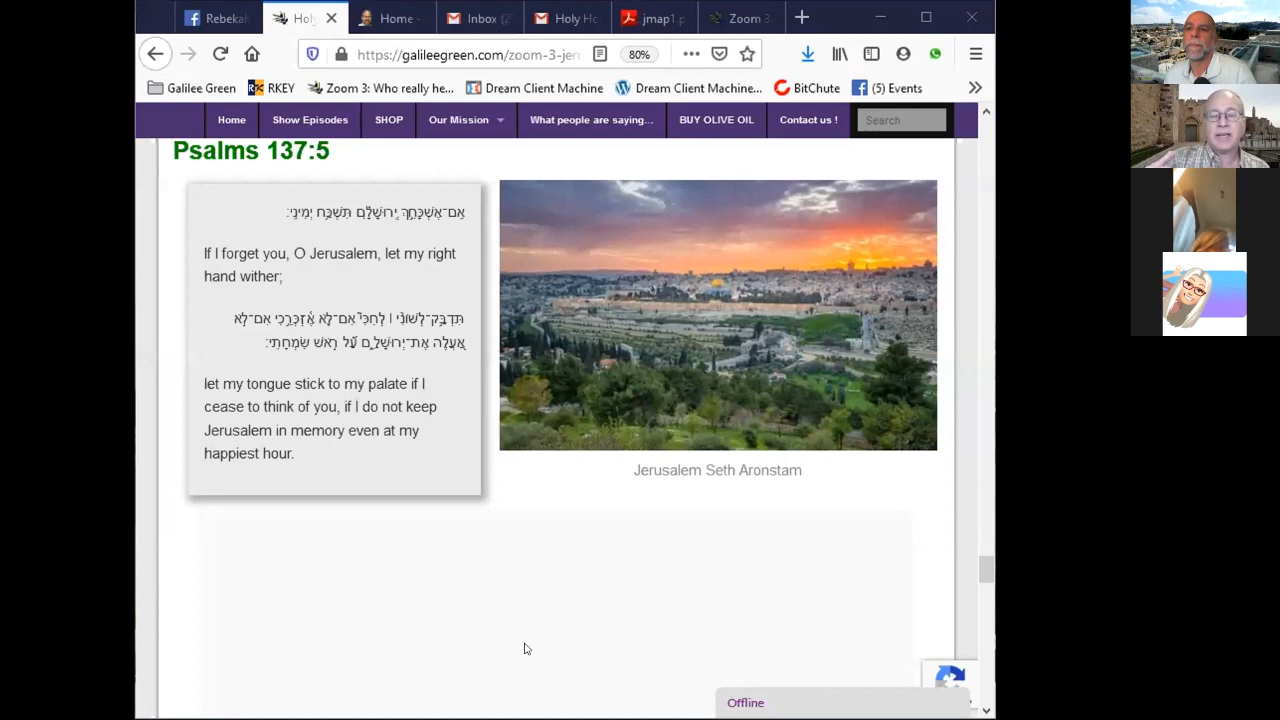 Rebekah
Holy
Home -
Inbox (2
Holy Ho
jmap1.p
Zoom 3:
https://galileegreen.com/zoom-3-jeru
80%
Galilee Green
RKEY
Zoom 3: Who really he...
Dream Client Machine
Dream Client Machine...
BitChute
(5) Events
Home
Show Episodes
SHOP
Our Mission
What people are saying...
BUY OLIVE OIL
Contact us !
Search
Psalms 137:5
אִֽם־אֶשְׁכָּחֵ֥ךְ יְֽרוּשָׁלִָ֗ם תִּשְׁכַּ֥ח יְמִינִֽי׃
If I forget you, O Jerusalem, let my right
hand wither;
תִּדְבַּ֥ק־לְשׁוֹנִ֨י ׀ לְחִכִּי֮ אִם־לֹ֪א אֶ֫זְכְּרֵ֥כִי אִם־לֹ֣א
אַ֭עֲלֶה אֶת־יְרוּשָׁלִַ֑ם עַ֝֗ל רֹ֣אשׁ שִׂמְחָתִֽי׃
let my tongue stick to my palate if I
cease to think of you, if I do not keep
Jerusalem in memory even at my
happiest hour.
Jerusalem Seth Aronstam
Offline